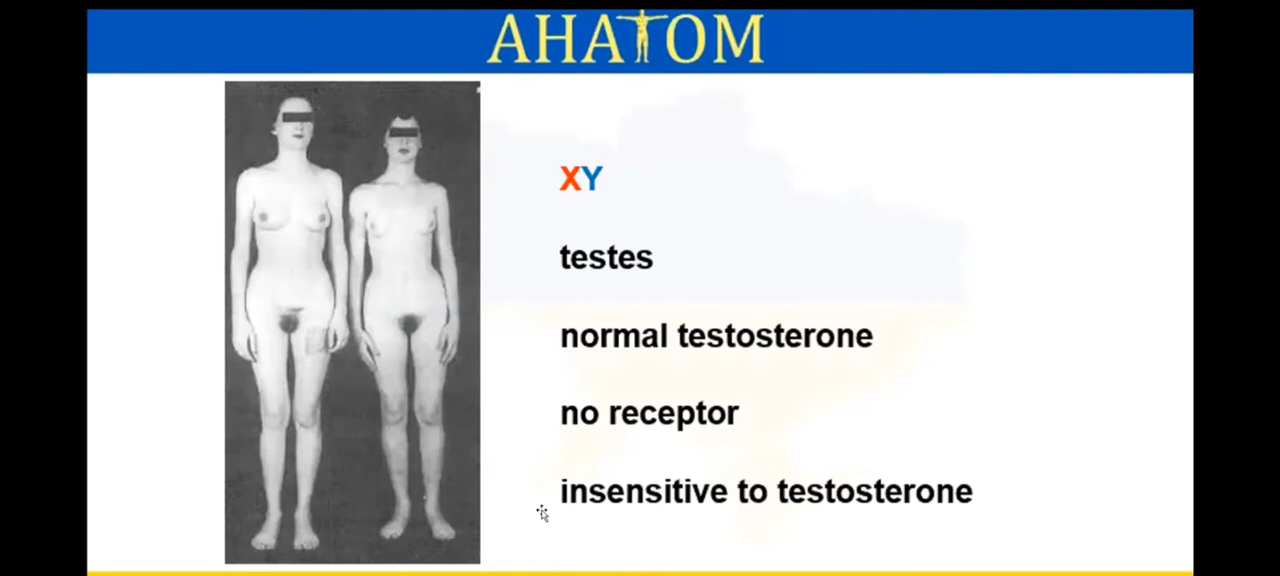 AHATOM
XY
testes
normal testosterone
no receptor
insensitive to testosterone